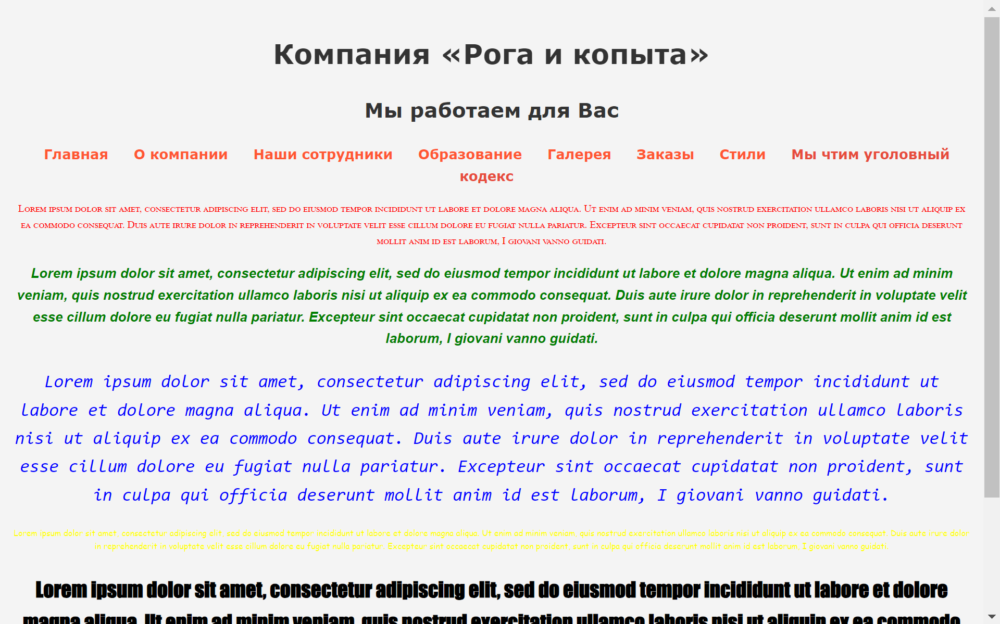 Компания «Рога и копыта»
Мы работаем для Вас
Главная О компании Наши сотрудники Образование Галерея Заказы Стили Мы чтим уголовный
кодекс
Lorem ipsum dolor sit amet, consectetur adipiscing elit, sed do eiusmod tempor incididunt ut labore et dolore magna aliqua. Ut enim ad minim veniam, quis nostrud exercitation ullamco laboris nisi ut aliquip ex
ea commodo consequat. Duis aute irure dolor in reprehenderit in voluptate velit esse cillum dolore eu fugiat nulla pariatur. Excepteur sint occaecat cupidatat non proident, sunt in culpa qui officia deserunt
mollit anim id est laborum, I giovani vanno guidati.
Lorem ipsum dolor sit amet, consectetur adipiscing elit, sed do eiusmod tempor incididunt ut labore et dolore magna aliqua. Ut enim ad minim
veniam, quis nostrud exercitation ullamco laboris nisi ut aliquip ex ea commodo consequat. Duis aute irure dolor in reprehenderit in voluptate velit
esse cillum dolore eu fugiat nulla pariatur. Excepteur sint occaecat cupidatat non proident, sunt in culpa qui officia deserunt mollit anim id est
laborum, I giovani vanno guidati.
Lorem ipsum dolor sit amet, consectetur adipiscing elit, sed do eiusmod tempor incididunt ut
labore et dolore magna aliqua. Ut enim ad minim veniam, quis nostrud exercitation ullamco laboris
nisi ut aliquip ex ea commodo consequat. Duis aute irure dolor in reprehenderit in voluptate velit
esse cillum dolore eu fugiat nulla pariatur. Excepteur sint occaecat cupidatat non proident, sunt
in culpa qui officia deserunt mollit anim id est laborum, I giovani vanno guidati.
Lorem ipsum dolor sit amet, consectetur adipiscing elit, sed do eiusmod tempor incididunt ut labore et dolore magna aliqua. Ut enim ad minim veniam, quis nostrud exercitation ullamco laboris nisi ut aliquip ex ea commodo consequat. Duis aute irure dolor
in reprehenderit in voluptate velit esse cillum dolore eu fugiat nulla pariatur. Excepteur sint occaecat cupidatat non proident, sunt in culpa qui officia deserunt mollit anim id est laborum, I giovani vanno guidati.
Lorem ipsum dolor sit amet, consectetur adipiscing elit, sed do eiusmod tempor incididunt ut labore et dolore
magna aliqua. Ut enim ad minim veniam, quis nostrud exercitation ullamco laboris nisi ut aliquip ex ea commodo